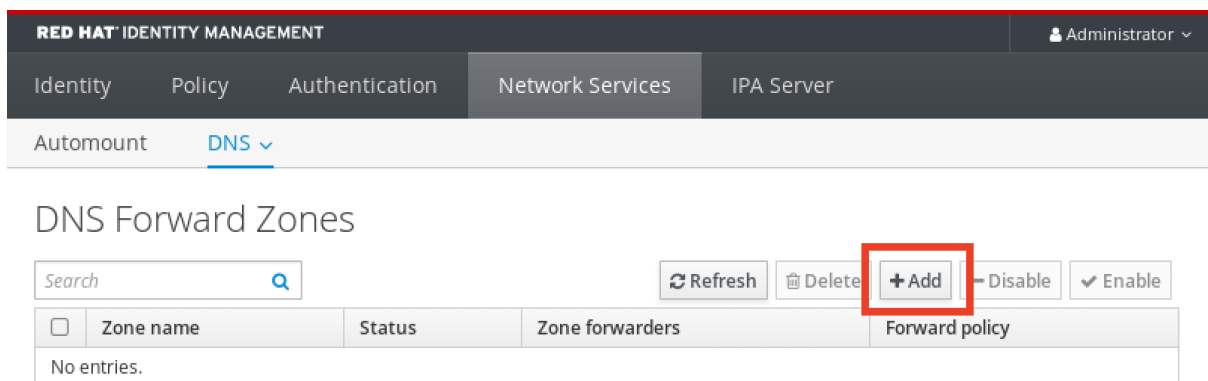 RED HAT® IDENTITY MANAGEMENT Administrator
Identity Policy Authentication Network Services IPA Server
Automount DNS
DNS Forward Zones
Search Refresh Delete Add Disable Enable
Zone name Status Zone forwarders Forward policy
No entries.